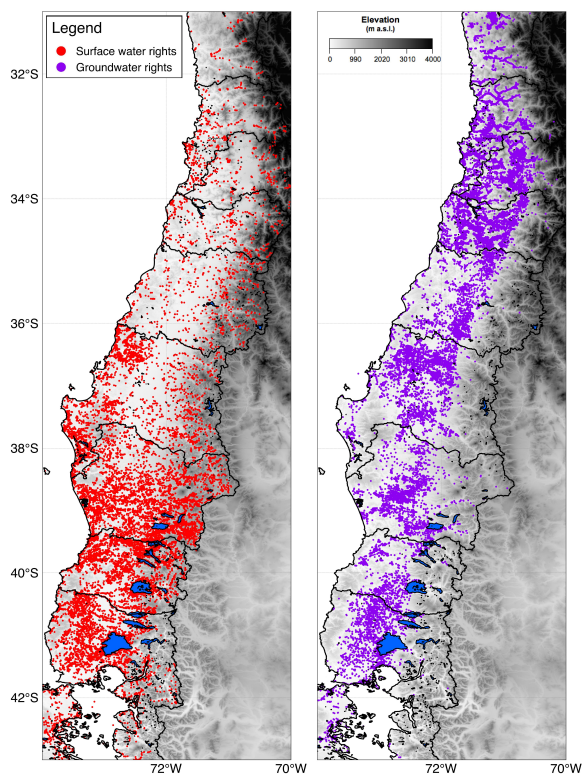 Legend
Surface water rights
Groundwater rights
Elevation
(m a.s.l.)
0 990 2020 3010 4000
32°S
34°S
36°S
38°S
40°S
42°S
72°W 70°W
72°W 70°W